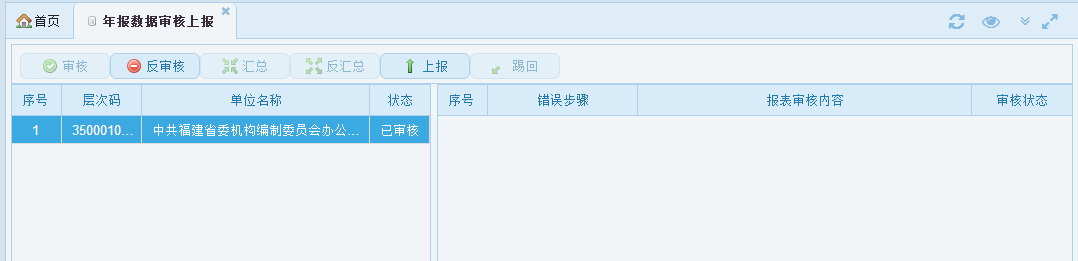 首页 年报数据审核上报
审核 反审核 汇总 反汇总 上报 踢回
序号 层次码 单位名称 状态 序号 错误步骤 报表审核内容 审核状态
1 3500010... 中共福建省委机构编制委员会办公... 已审核